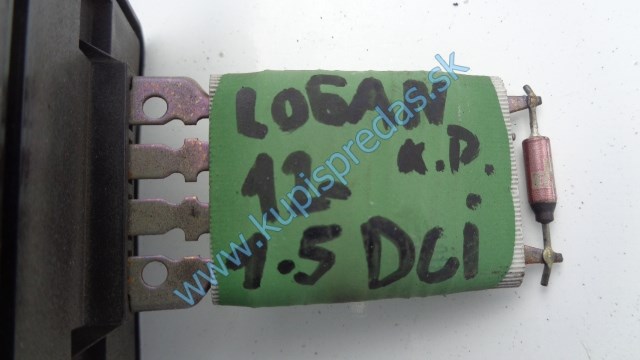 LOGAN
12 K.P.
1.5 DCi
www.kupispredas.sk